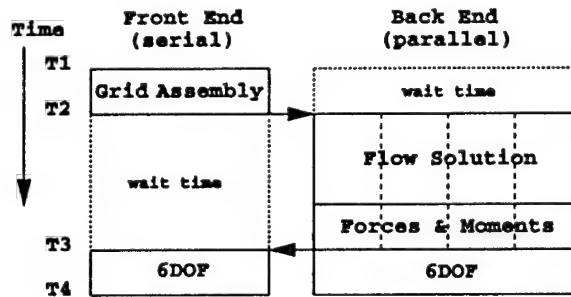 Front End
(serial)
Back End
(parallel)
Time
T1
Grid Assembly
wait time
T2
Flow Solution
wait time
Forces & Moments
T3
6DOF
6DOF
T4